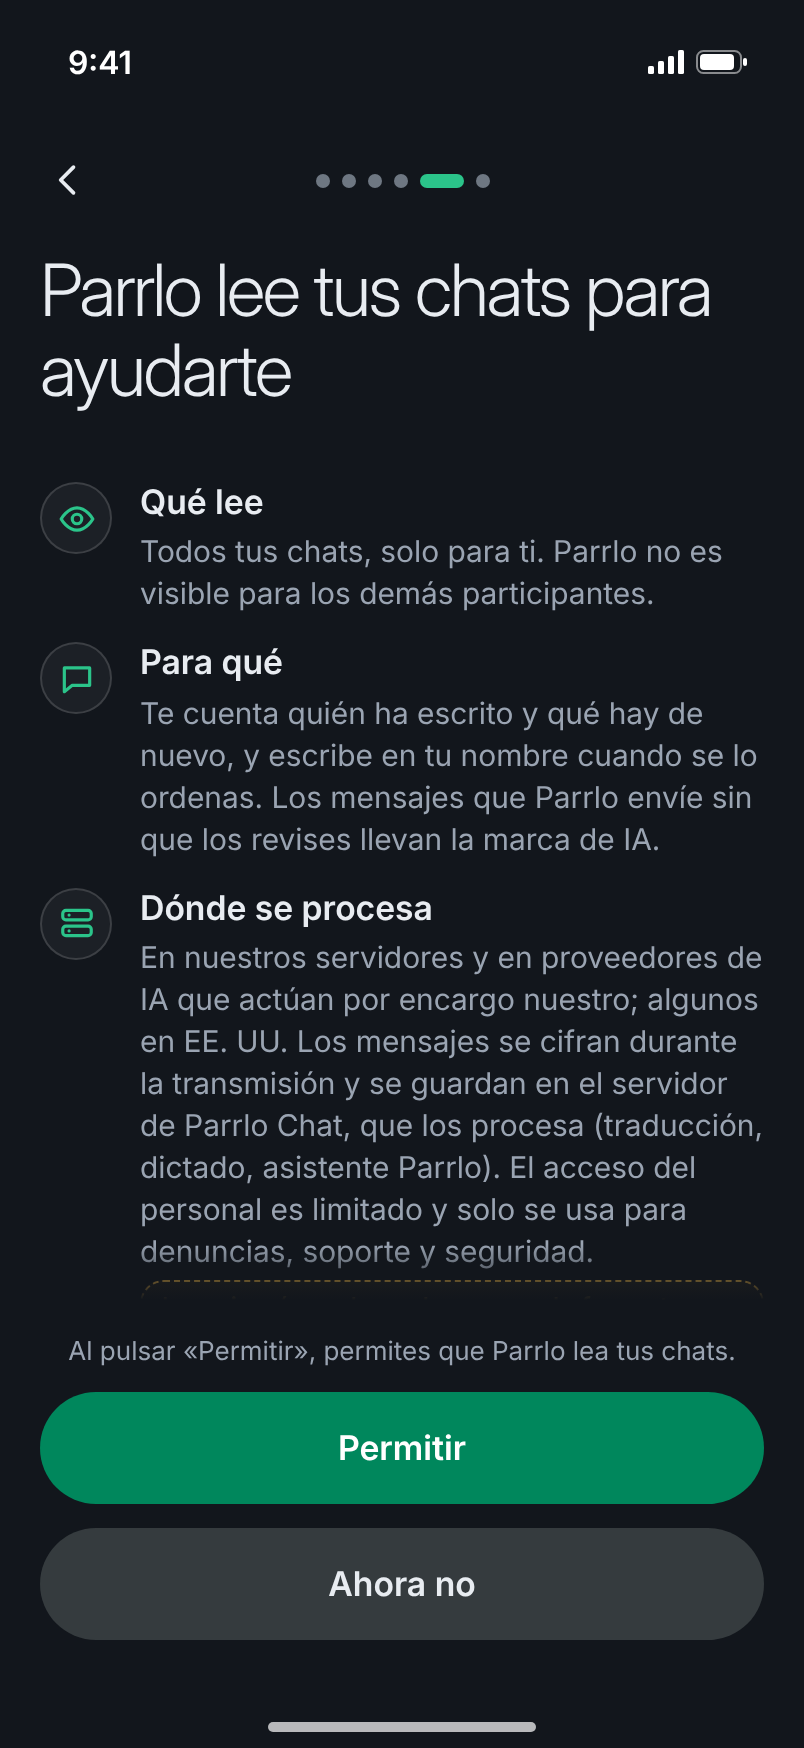 9:41
Parrlo lee tus chats para
ayudarte
Qué lee
Todos tus chats, solo para ti. Parrlo no es
visible para los demás participantes.
Para qué
Te cuenta quién ha escrito y qué hay de
nuevo, y escribe en tu nombre cuando se lo
ordenas. Los mensajes que Parrlo envíe sin
que los revises llevan la marca de IA.
Dónde se procesa
En nuestros servidores y en proveedores de
IA que actúan por encargo nuestro; algunos
en EE. UU. Los mensajes se cifran durante
la transmisión y se guardan en el servidor
de Parrlo Chat, que los procesa (traducción,
dictado, asistente Parrlo). El acceso del
personal es limitado y solo se usa para
denuncias, soporte y seguridad.
Al pulsar «Permitir», permites que Parrlo lea tus chats.
Permitir
Ahora no